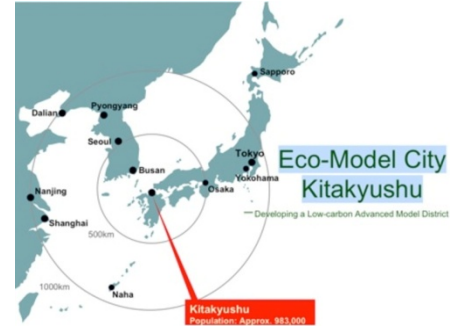 Sapporo
Dalian
Pyongyang
Seoul
Busan
Tokyo
Yokohama
Osaka
Nanjing
Shanghai
500km
1000km
Naha
Eco-Model City
Kitakyushu
—Developing a Low-carbon Advanced Model District
Kitakyushu
Population: Approx. 983,000